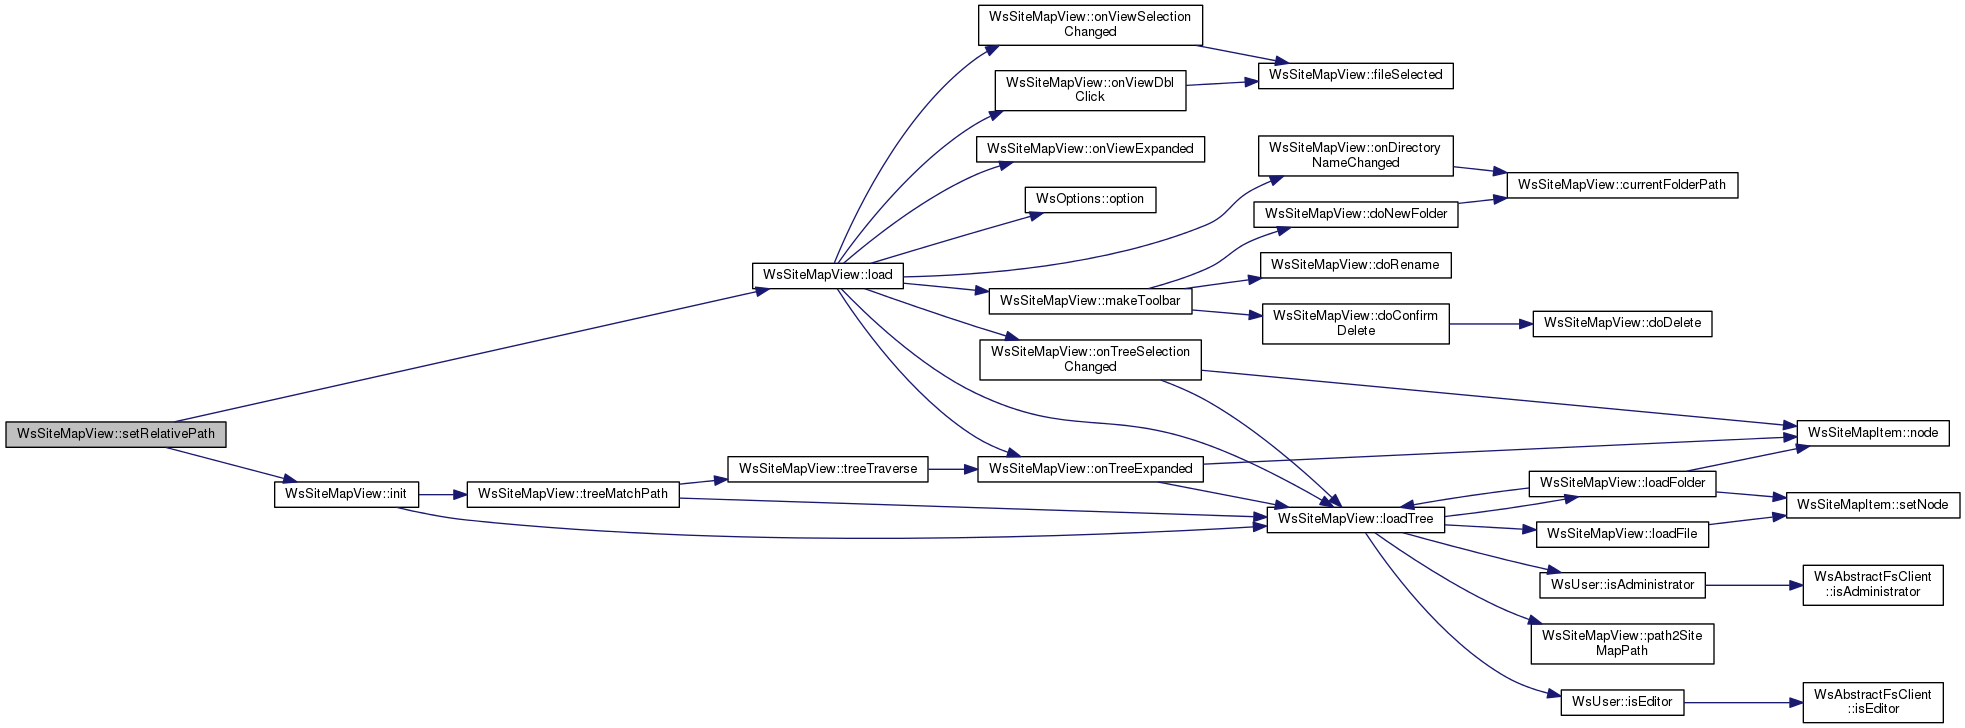 WsSiteMapView::setRelativePath
WsSiteMapView::load
WsSiteMapView::init
WsSiteMapView::treeMatchPath
WsSiteMapView::treeTraverse
WsSiteMapView::onViewSelection
Changed
WsSiteMapView::onViewDbl
Click
WsSiteMapView::onViewExpanded
WsOptions::option
WsSiteMapView::makeToolbar
WsSiteMapView::onTreeSelection
Changed
WsSiteMapView::onTreeExpanded
WsSiteMapView::fileSelected
WsSiteMapView::onDirectory
NameChanged
WsSiteMapView::doNewFolder
WsSiteMapView::doRename
WsSiteMapView::doConfirm
Delete
WsSiteMapView::loadTree
WsSiteMapView::currentFolderPath
WsSiteMapView::doDelete
WsSiteMapView::loadFolder
WsSiteMapView::loadFile
WsUser::isAdministrator
WsSiteMapView::path2Site
MapPath
WsUser::isEditor
WsSiteMapItem::node
WsSiteMapItem::setNode
WsAbstractFsClient
::isAdministrator
WsAbstractFsClient
::isEditor